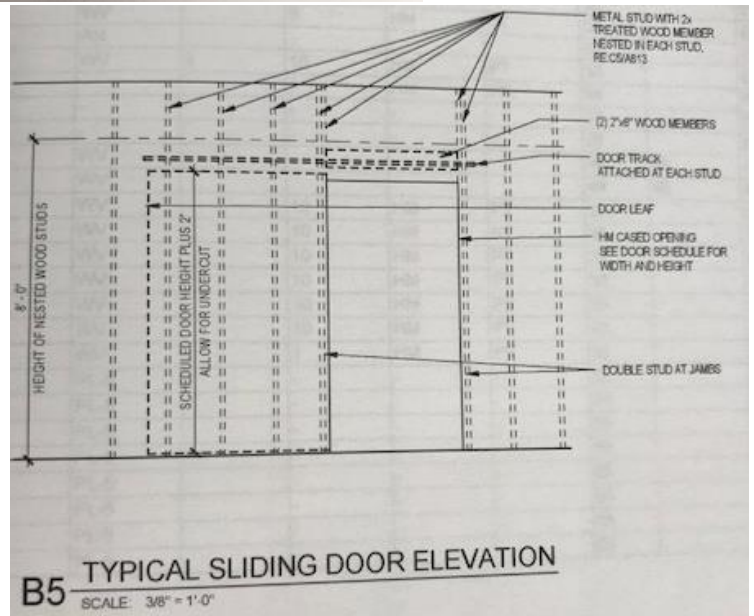 METAL STUD WITH 2x
TREATED WOOD MEMBER
NESTED IN EACH STUD,
RE:C5/A813
(2) 2"x6" WOOD MEMBERS
DOOR TRACK
ATTACHED AT EACH STUD
DOOR LEAF
HM CASED OPENING
SEE DOOR SCHEDULE FOR
WIDTH AND HEIGHT
DOUBLE STUD AT JAMBS
8'-0"
HEIGHT OF NESTED WOOD STUDS
SCHEDULED DOOR HEIGHT PLUS 2"
ALLOW FOR UNDERCUT
B5 TYPICAL SLIDING DOOR ELEVATION
SCALE: 3/8" = 1'-0"